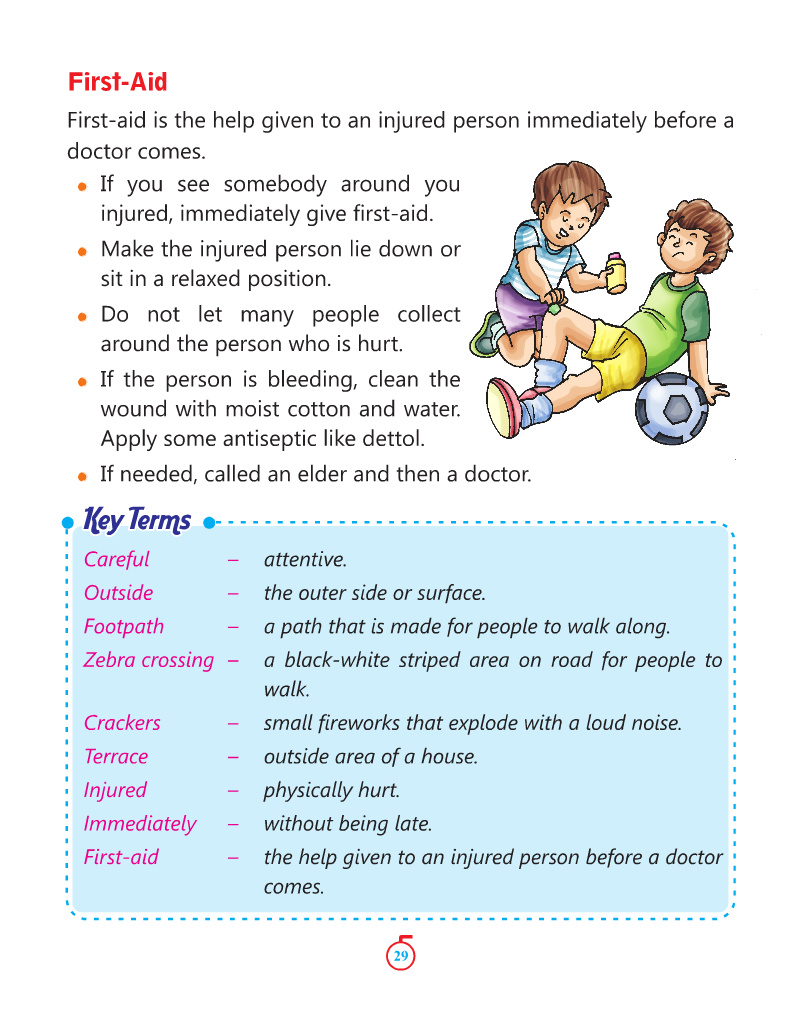 First-Aid
First-aid is the help given to an injured person immediately before a
doctor comes.
● If you see somebody around you
injured, immediately give first-aid.
● Make the injured person lie down or
sit in a relaxed position.
● Do not let many people collect
around the person who is hurt.
● If the person is bleeding, clean the
wound with moist cotton and water.
Apply some antiseptic like dettol.
● If needed, called an elder and then a doctor.
Key Terms
Careful – attentive.
Outside – the outer side or surface.
Footpath – a path that is made for people to walk along.
Zebra crossing – a black-white striped area on road for people to
walk.
Crackers – small fireworks that explode with a loud noise.
Terrace – outside area of a house.
Injured – physically hurt.
Immediately – without being late.
First-aid – the help given to an injured person before a doctor
comes.
29